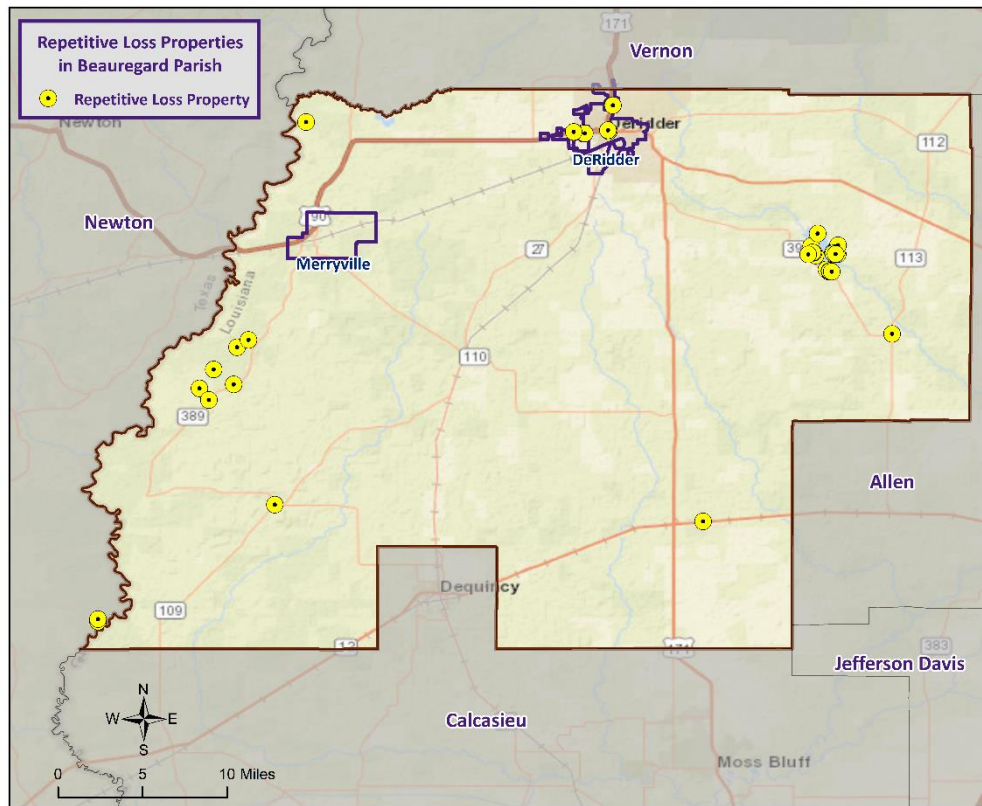 Repetitive Loss Properties
in Beauregard Parish
Repetitive Loss Property
171
Vernon
Newton
Deridder
DeRidder
112
Newton
190
Merryville
27
39
113
Texas
Louisiana
110
389
Allen
Dequincy
109
12
171
383
Jefferson Davis
Calcasieu
Moss Bluff
N
W
E
S
0
5
10 Miles